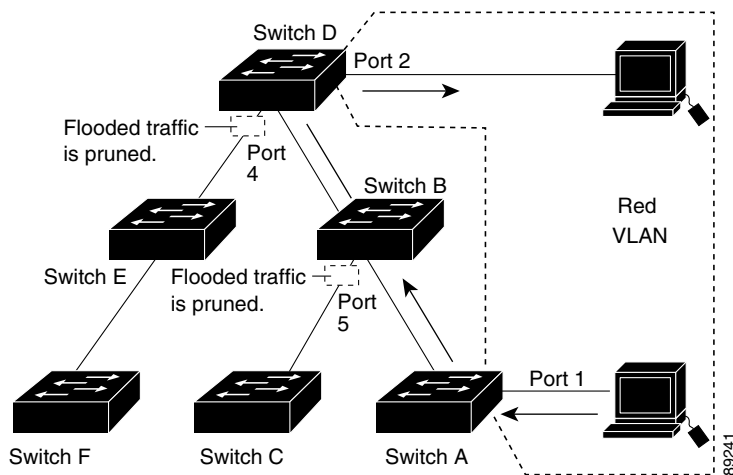 Switch D
Port 2
Flooded traffic
is pruned.
Port
4
Switch B
Red
VLAN
Switch E
Flooded traffic
is pruned.
Port
5
Port 1
Switch F
Switch C
Switch A
89241